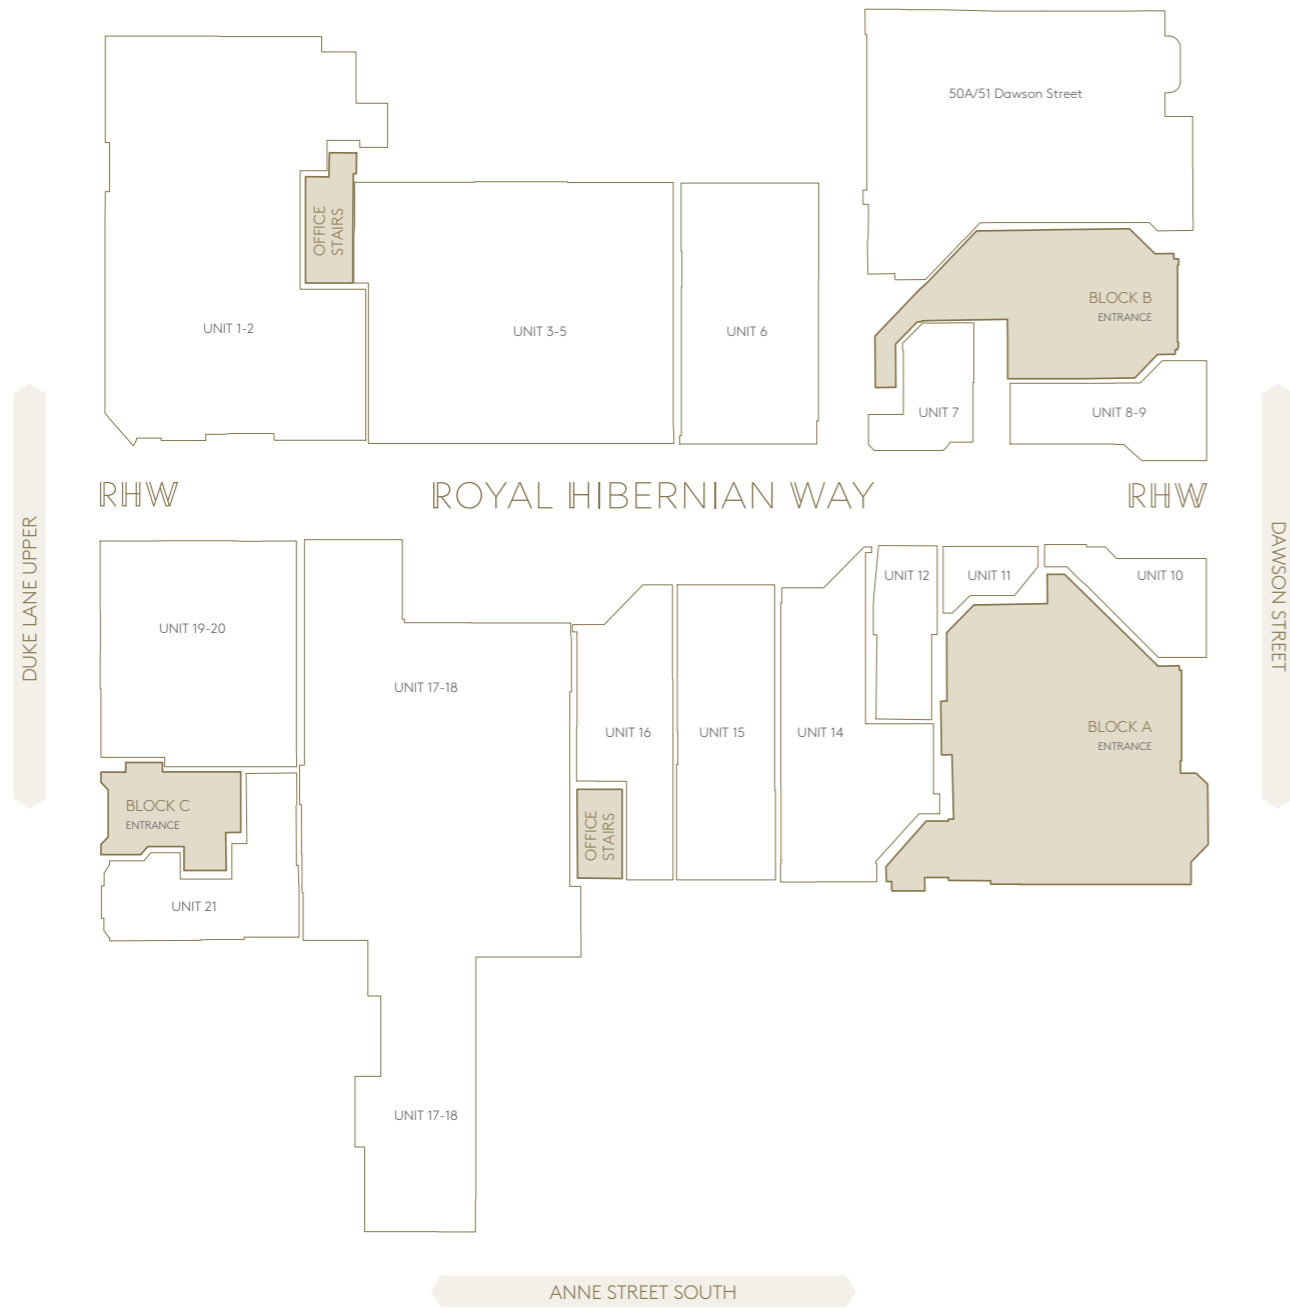 50A/51 Dawson Street
OFFICE
STAIRS
BLOCK B
ENTRANCE
UNIT 1-2
UNIT 3-5
UNIT 6
UNIT 7
UNIT 8-9
RHW
ROYAL HIBERNIAN WAY
RHW
DUKE LANE UPPER
DAWSON STREET
UNIT 19-20
UNIT 17-18
UNIT 16
UNIT 15
UNIT 14
UNIT 12
UNIT 11
UNIT 10
BLOCK A
ENTRANCE
BLOCK C
ENTRANCE
OFFICE
STAIRS
UNIT 21
UNIT 17-18
ANNE STREET SOUTH